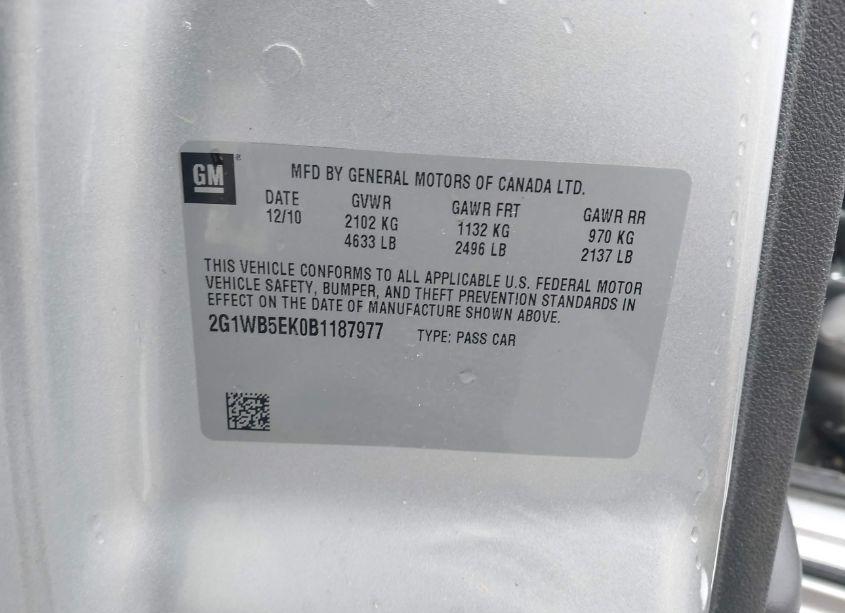 GM ®
MFD BY GENERAL MOTORS OF CANADA LTD.
DATE GVWR GAWR FRT GAWR RR
12/10 2102 KG 1132 KG 970 KG
4633 LB 2496 LB 2137 LB
THIS VEHICLE CONFORMS TO ALL APPLICABLE U.S. FEDERAL MOTOR
VEHICLE SAFETY, BUMPER, AND THEFT PREVENTION STANDARDS IN
EFFECT ON THE DATE OF MANUFACTURE SHOWN ABOVE.
2G1WB5EK0B1187977 TYPE: PASS CAR